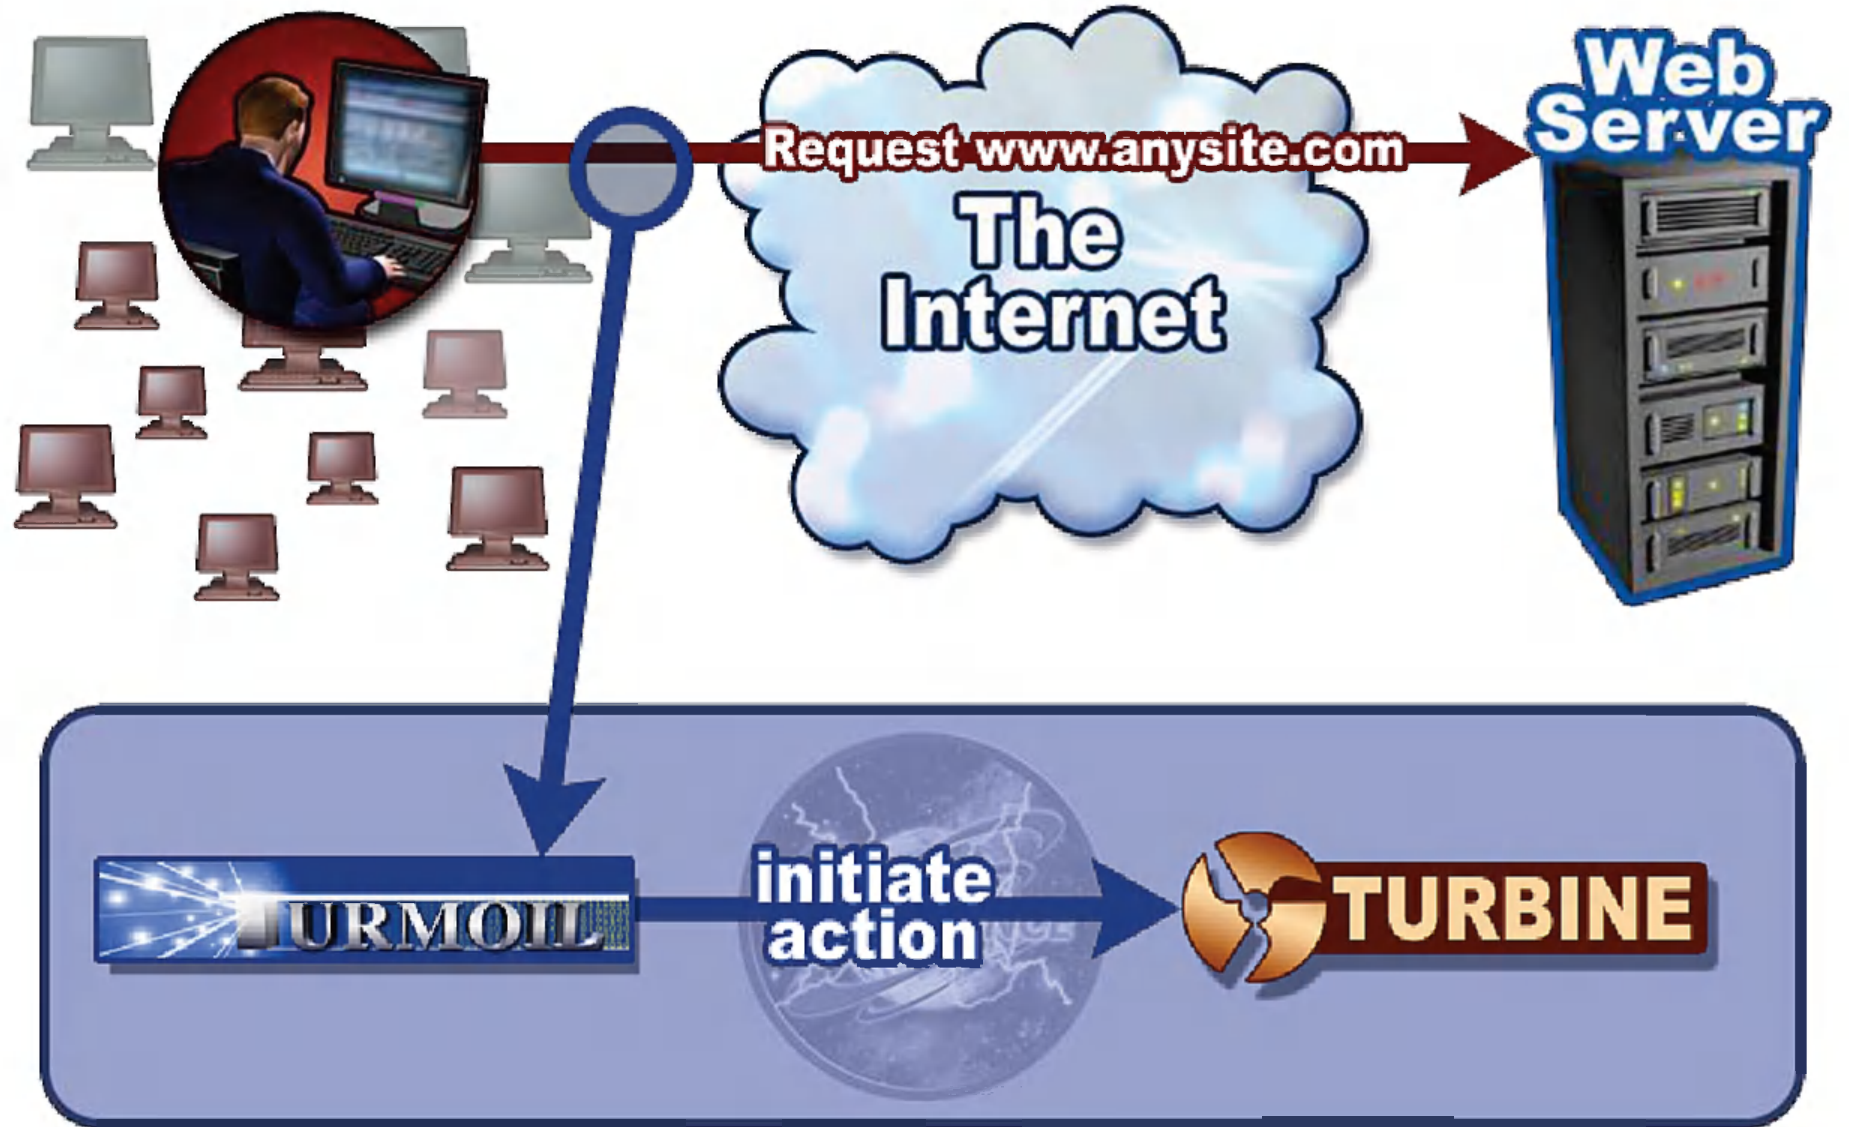 Web
Server
Request www.anysite.com
The
Internet
TURMOIL
initiate
action
TURBINE